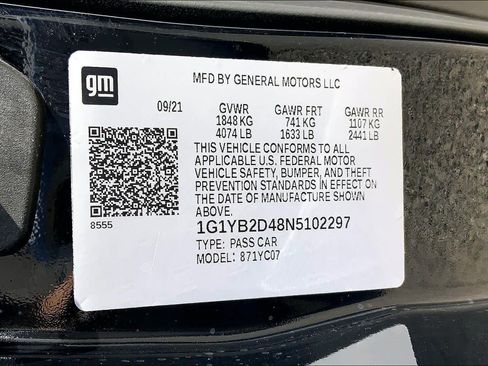 gm
MFD BY GENERAL MOTORS LLC
09/21 GVWR GAWR FRT GAWR RR
1848 KG 741 KG 1107 KG
4074 LB 1633 LB 2441 LB
THIS VEHICLE CONFORMS TO ALL
APPLICABLE U.S. FEDERAL MOTOR
VEHICLE SAFETY, BUMPER, AND THEFT
PREVENTION STANDARDS IN EFFECT ON
THE DATE OF MANUFACTURE SHOWN
ABOVE.
8555 1G1YB2D48N5102297
TYPE: PASS CAR
MODEL: 871YC07